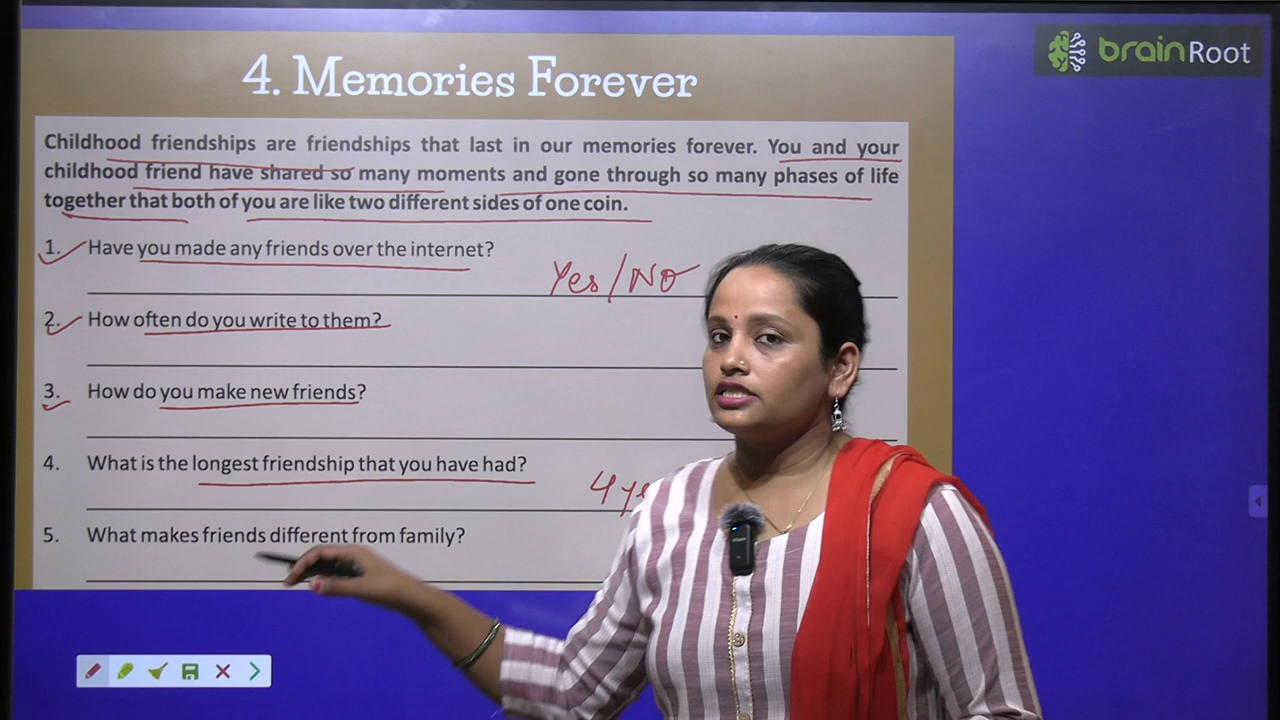 brainRoot
4. Memories Forever
Childhood friendships are friendships that last in our memories forever. You and your
childhood friend have shared so many moments and gone through so many phases of life
together that both of you are like two different sides of one coin.
1. Have you made any friends over the internet?
Yes/No
2. How often do you write to them?
3. How do you make new friends?
4. What is the longest friendship that you have had?
4
5. What makes friends different from family?